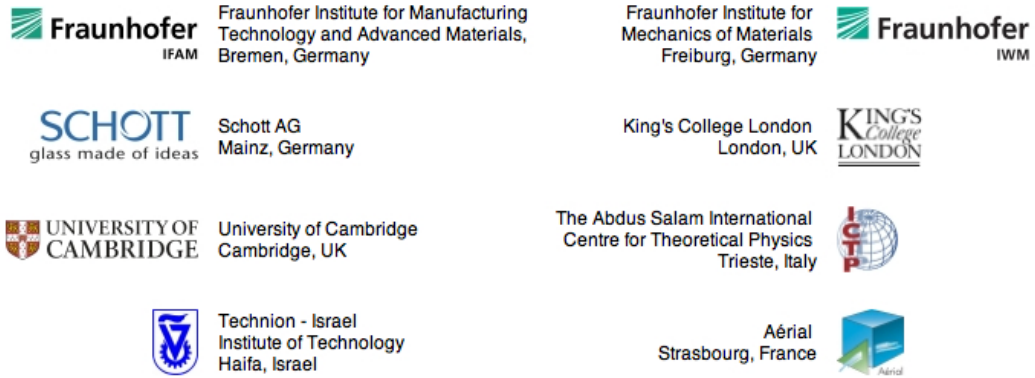 Fraunhofer
IFAM
Fraunhofer Institute for Manufacturing
Technology and Advanced Materials,
Bremen, Germany
Fraunhofer Institute for
Mechanics of Materials
Freiburg, Germany
Fraunhofer
IWM
SCHOTT
glass made of ideas
Schott AG
Mainz, Germany
King's College London
London, UK
KING'S
College
LONDON
UNIVERSITY OF
CAMBRIDGE
University of Cambridge
Cambridge, UK
The Abdus Salam International
Centre for Theoretical Physics
Trieste, Italy
ICTP
Technion - Israel
Institute of Technology
Haifa, Israel
Aérial
Strasbourg, France
Aérial